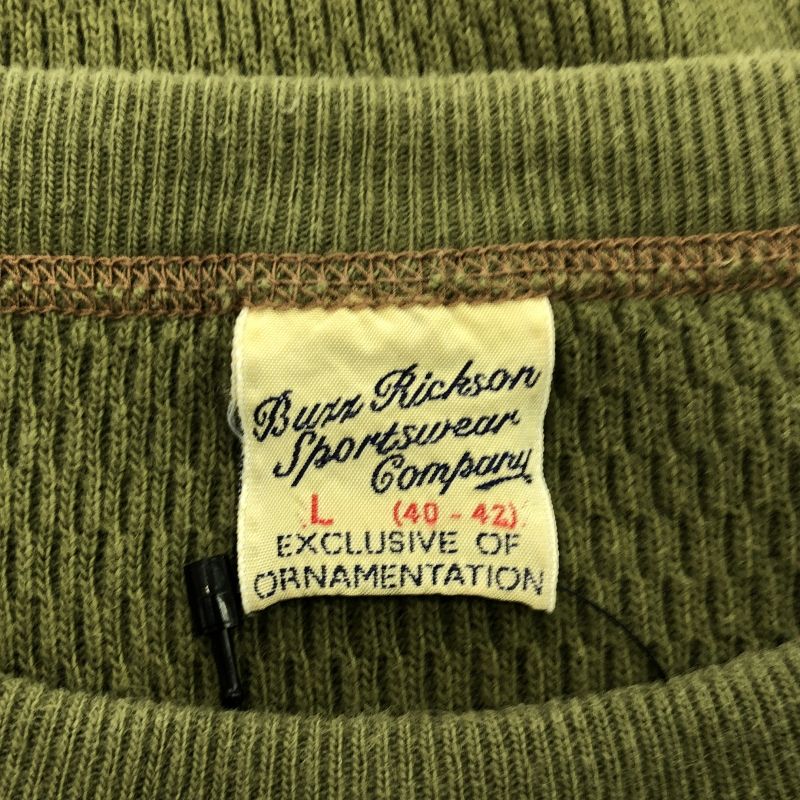 Buzz Rickson
Sportswear
Company
L (40 - 42)
EXCLUSIVE OF
ORNAMENTATION